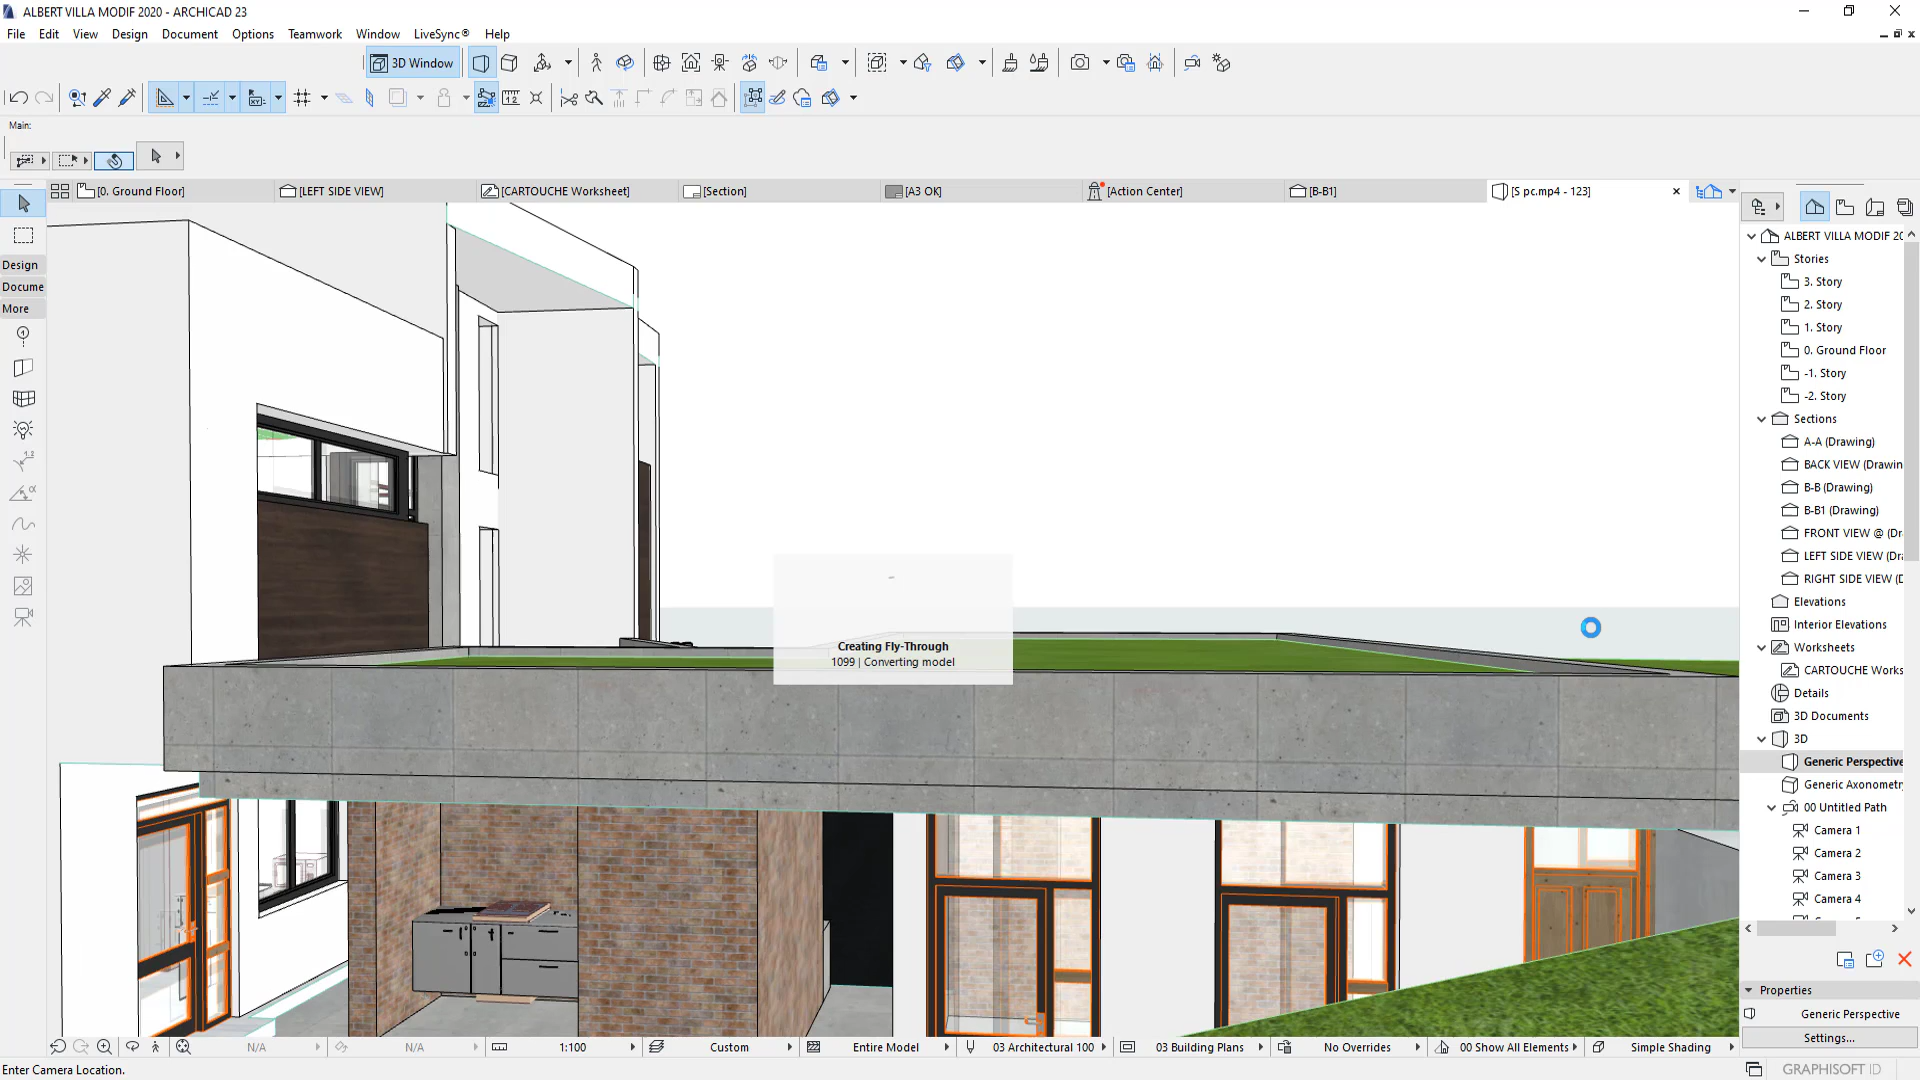 ALBERT VILLA MODIF 2020 - ARCHICAD 23
File Edit View Design Document Options Teamwork Window LiveSync® Help
3D Window
Main:
[0. Ground Floor] [LEFT SIDE VIEW] [CARTOUCHE Worksheet] [Section] [A3 OK] [Action Center] [B-B1] [S pc.mp4 - 123]
Design
Docume
More
ALBERT VILLA MODIF 20
Stories
3. Story
2. Story
1. Story
0. Ground Floor
-1. Story
-2. Story
Sections
A-A (Drawing)
BACK VIEW (Drawin
B-B (Drawing)
B-B1 (Drawing)
FRONT VIEW @ (Dr
LEFT SIDE VIEW (Dra
RIGHT SIDE VIEW (D
Elevations
Interior Elevations
Worksheets
CARTOUCHE Works
Details
3D Documents
3D
Generic Perspective
Generic Axonometry
00 Untitled Path
Camera 1
Camera 2
Camera 3
Camera 4
Creating Fly-Through
1099 | Converting model
Properties
Generic Perspective
Settings...
N/A N/A 1:100 Custom Entire Model 03 Architectural 100 03 Building Plans No Overrides 00 Show All Elements Simple Shading
Enter Camera Location.
GRAPHISOFT ID